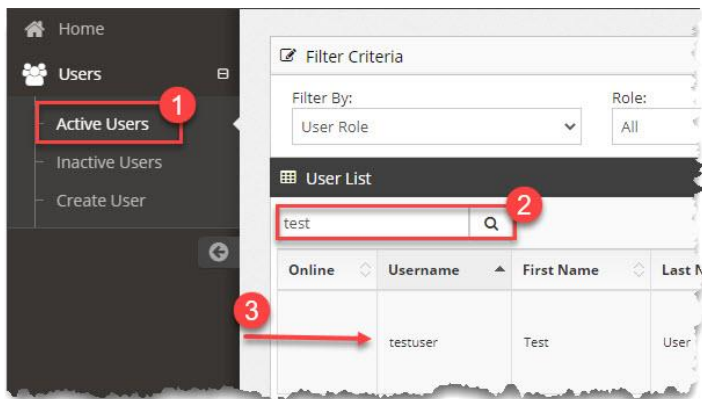 Home
Users
1
Active Users
Inactive Users
Create User
Filter Criteria
Filter By:
Role:
User Role
All
User List
2
test
Online Username First Name Last
3
testuser Test User